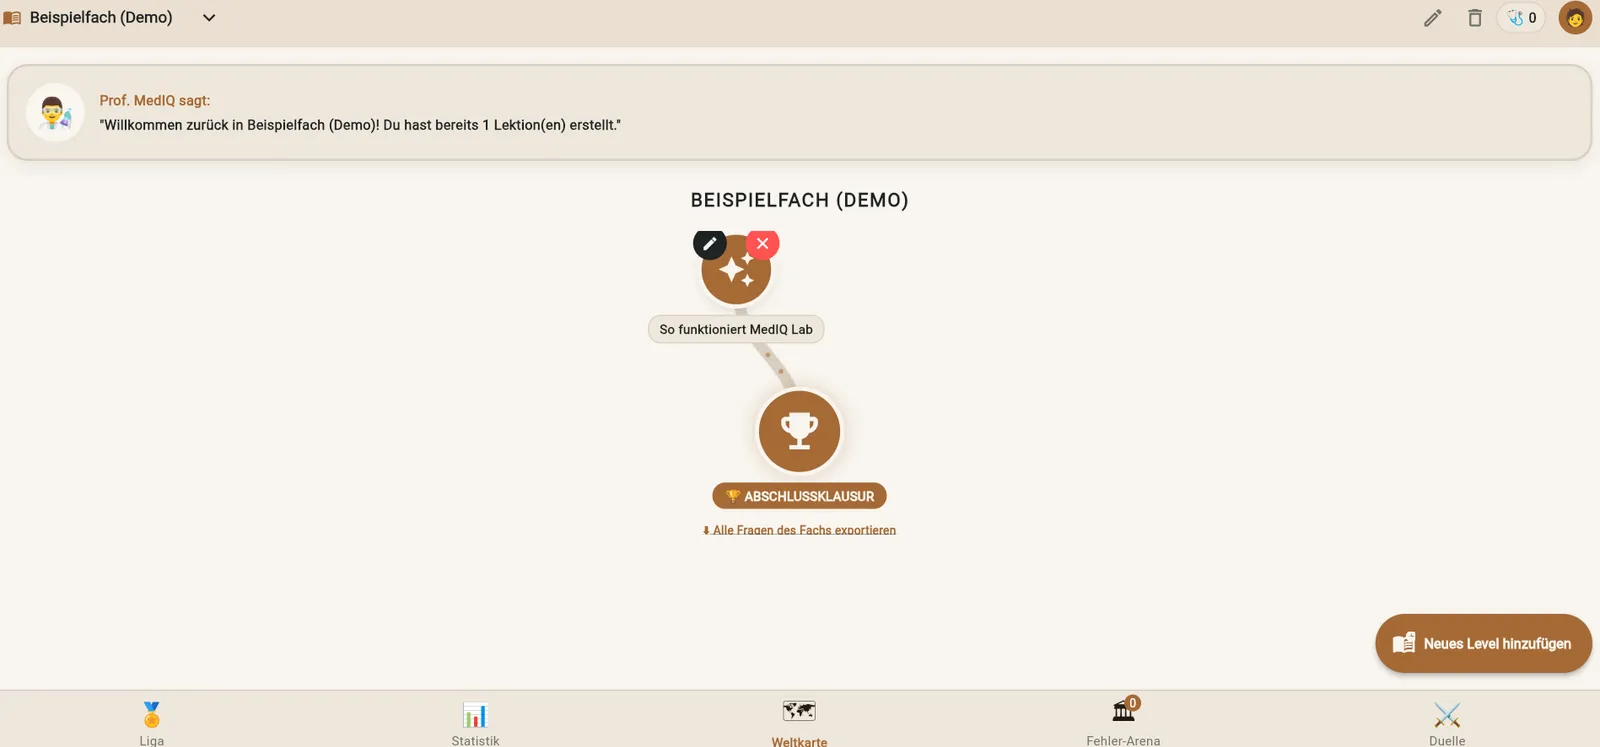 Beispielfach (Demo)
0
Prof. MedIQ sagt:
"Willkommen zurück in Beispielfach (Demo)! Du hast bereits 1 Lektion(en) erstellt."
BEISPIELFACH (DEMO)
So funktioniert MedIQ Lab
ABSCHLUSSKLAUSUR
Alle Fragen des Fachs exportieren
Neues Level hinzufügen
0
Liga
Statistik
Weltkarte
Fehler-Arena
Duelle